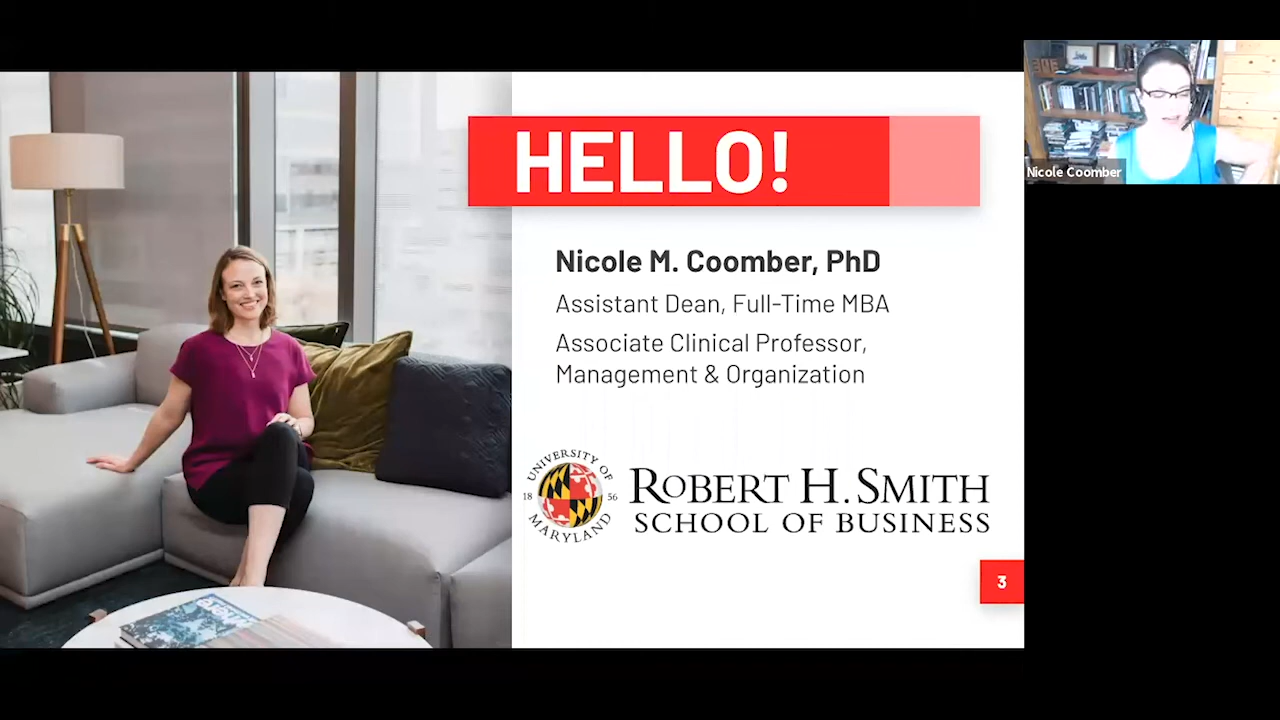 HELLO!
Nicole M. Coomber, PhD
Assistant Dean, Full-Time MBA
Associate Clinical Professor,
Management & Organization
UNIVERSITY OF
18 56
MARYLAND
ROBERT H. SMITH
SCHOOL OF BUSINESS
3
Nicole Coomber